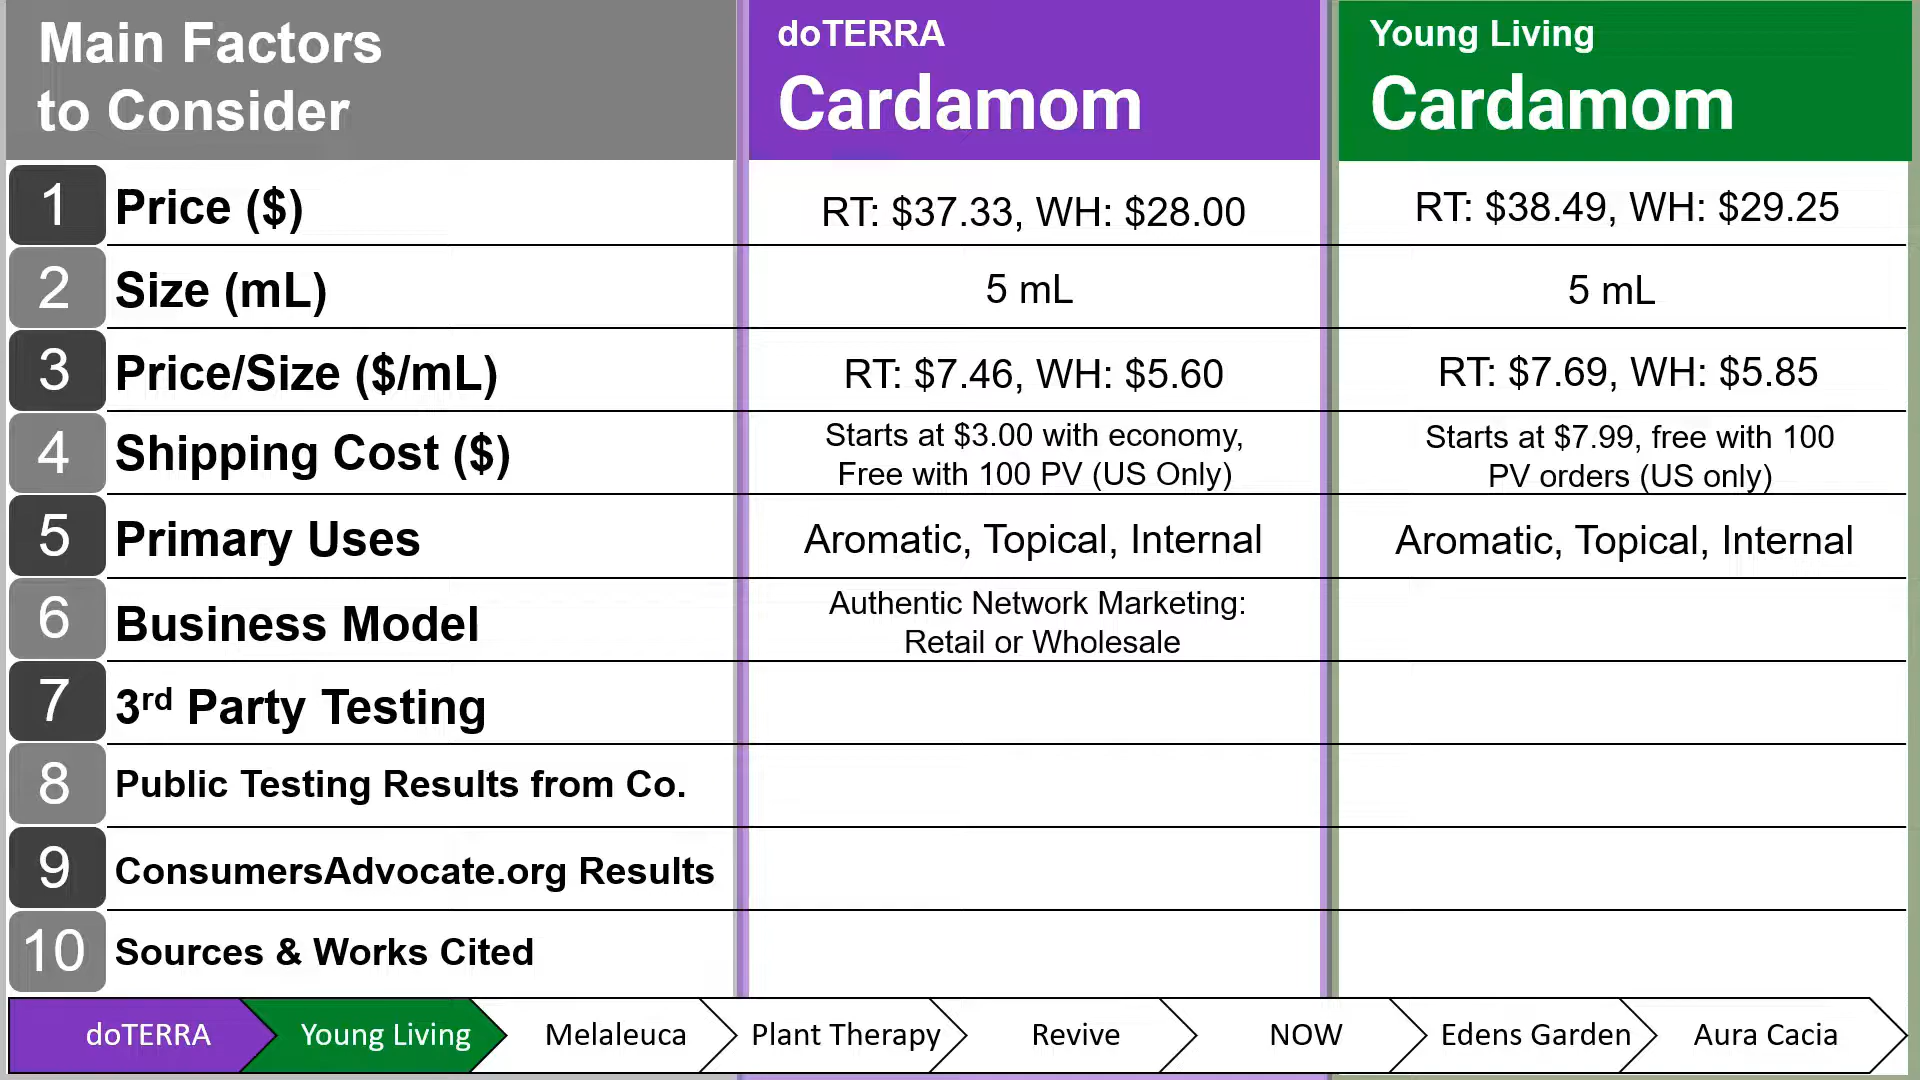 Main Factors
to Consider
doTERRA
Cardamom
Young Living
Cardamom
1 Price ($) RT: $37.33, WH: $28.00 RT: $38.49, WH: $29.25
2 Size (mL) 5 mL 5 mL
3 Price/Size ($/mL) RT: $7.46, WH: $5.60 RT: $7.69, WH: $5.85
4 Shipping Cost ($)
Starts at $3.00 with economy,
Free with 100 PV (US Only)
Starts at $7.99, free with 100
PV orders (US only)
5 Primary Uses Aromatic, Topical, Internal Aromatic, Topical, Internal
6 Business Model
Authentic Network Marketing:
Retail or Wholesale
7 3rd Party Testing
8 Public Testing Results from Co.
9 ConsumersAdvocate.org Results
10 Sources & Works Cited
doTERRA Young Living Melaleuca Plant Therapy Revive NOW Edens Garden Aura Cacia